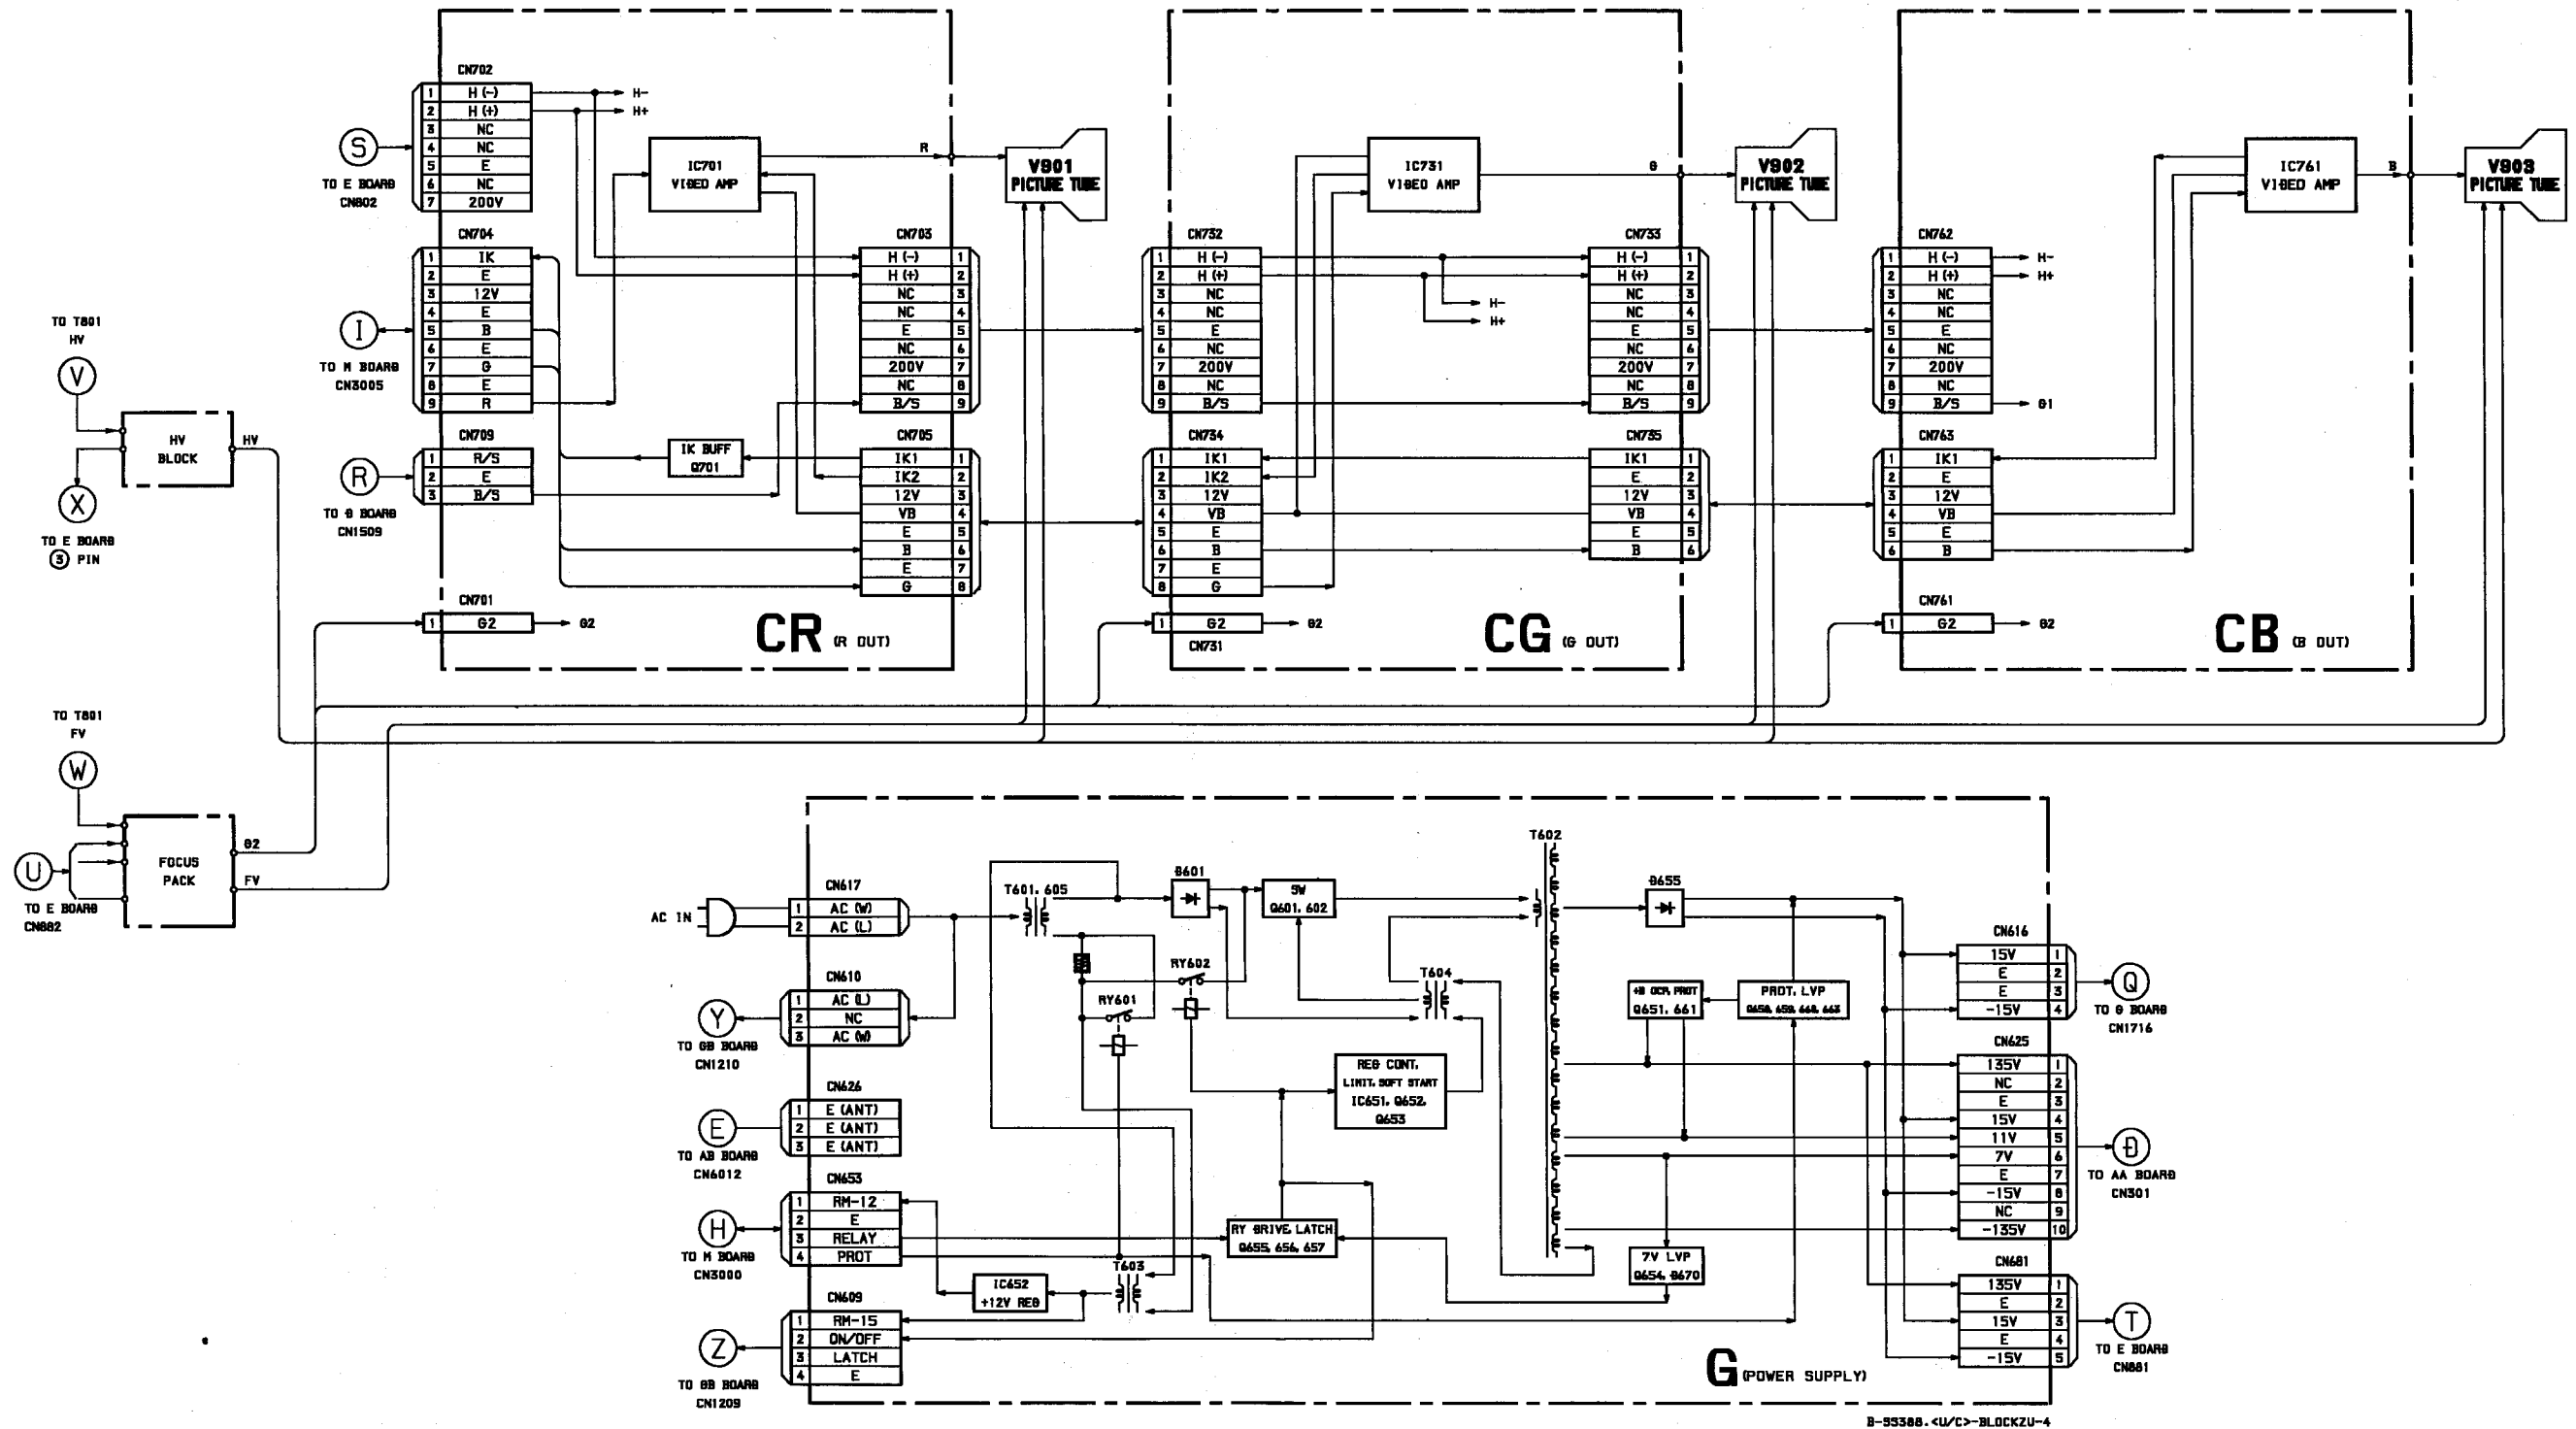 CN702
1 H (-)
2 H (+)
3 NC
4 NC
5 E
6 NC
7 200V
H-
H+
S
TO E BOARD
CN802
IC701
VIDEO AMP
R
V901
PICTURE TUBE
CN704
1 IK
2 E
3 12V
4 E
5 B
6 E
7 G
8 E
9 R
I
TO M BOARD
CN3005
CN703
H (-) 1
H (+) 2
NC 3
NC 4
E 5
NC 6
200V 7
NC 8
B/S 9
CN709
1 R/S
2 E
3 B/S
R
TO G BOARD
CN1509
IK BUFF
Q701
CN705
IK1 1
IK2 2
12V 3
VB 4
E 5
B 6
E 7
G 8
CN701
1 G2
G2
CR (R OUT)
IC731
VIDEO AMP
G
V902
PICTURE TUBE
CN732
1 H (-)
2 H (+)
3 NC
4 NC
5 E
6 NC
7 200V
8 NC
9 B/S
H-
H+
CN733
H (-) 1
H (+) 2
NC 3
NC 4
E 5
NC 6
200V 7
NC 8
B/S 9
CN734
1 IK1
2 IK2
3 12V
4 VB
5 E
6 B
7 E
8 G
CN735
IK1 1
E 2
12V 3
VB 4
E 5
B 6
1 G2
G2
CN731
CG (G OUT)
IC761
VIDEO AMP
B
V903
PICTURE TUBE
CN762
1 H (-)
2 H (+)
3 NC
4 NC
5 E
6 NC
7 200V
8 NC
9 B/S
H-
H+
G1
CN763
1 IK1
2 E
3 12V
4 VB
5 E
6 B
CN761
1 G2
G2
CB (B OUT)
TO T801
HV
V
HV
BLOCK
HV
X
TO E BOARD
3 PIN
TO T801
FV
W
FOCUS
PACK
G2
FV
U
TO E BOARD
CN882
AC IN
CN617
1 AC (W)
2 AC (L)
CN610
1 AC (L)
2 NC
3 AC (W)
Y
TO GB BOARD
CN1210
CN626
1 E (ANT)
2 E (ANT)
3 E (ANT)
E
TO AB BOARD
CN6012
CN653
1 RM-12
2 E
3 RELAY
4 PROT
H
TO M BOARD
CN3000
CN609
1 RM-15
2 ON/OFF
3 LATCH
4 E
Z
TO GB BOARD
CN1209
T601, 605
D601
SW
Q601, 602
RY602
RY601
T604
REG CONT,
LIMIT, SOFT START
IC651, Q652,
Q653
RY DRIVE, LATCH
Q655, 656, 657
T603
IC652
+12V REG
T602
D655
+B OCP, PROT
Q651, 661
PROT, LVP
Q658, 659, 660, 663
7V LVP
Q654, D670
CN616
15V 1
E 2
E 3
-15V 4
Q
TO G BOARD
CN1716
CN625
135V 1
NC 2
E 3
15V 4
11V 5
7V 6
E 7
-15V 8
NC 9
-135V 10
D
TO AA BOARD
CN301
CN681
135V 1
E 2
15V 3
E 4
-15V 5
T
TO E BOARD
CN881
G (POWER SUPPLY)
B-SS388.<U/C>-BLOCKZU-4